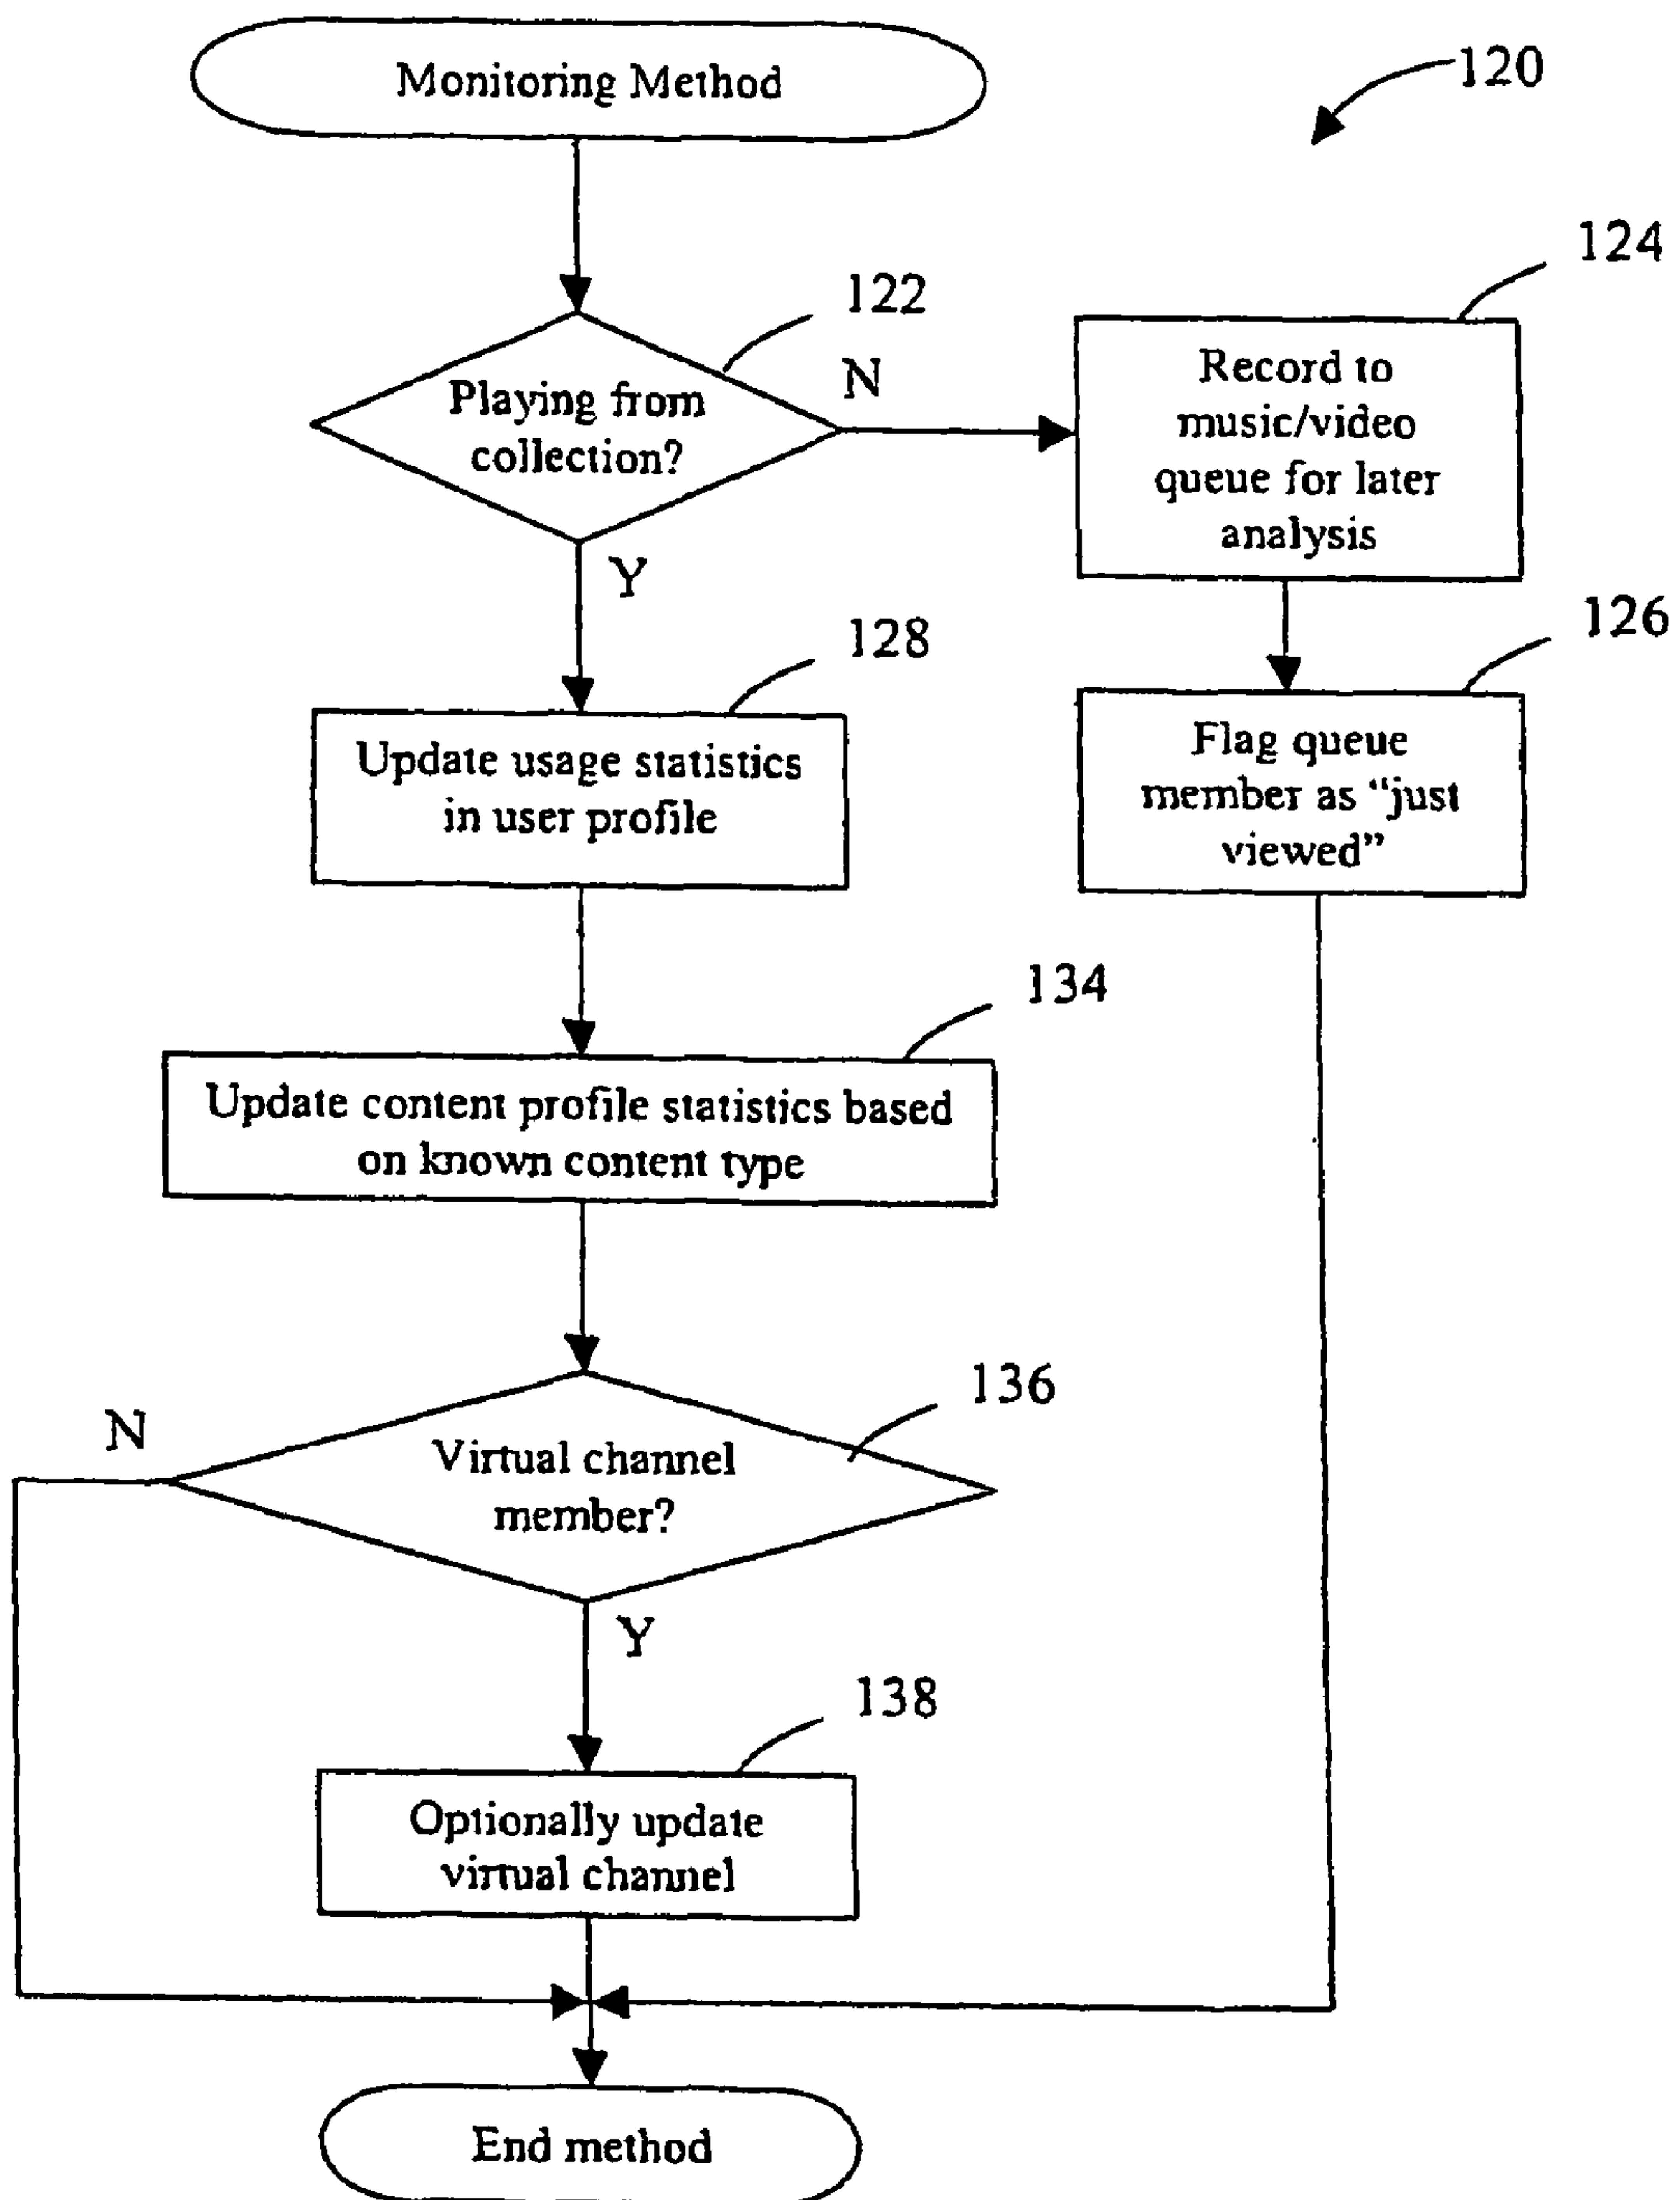 Monitoring Method
120
122
Playing from
collection?
N
Y
124
Record to
music/video
queue for later
analysis
126
Flag queue
member as “just
viewed”
128
Update usage statistics
in user profile
134
Update content profile statistics based
on known content type
136
N
Virtual channel
member?
Y
138
Optionally update
virtual channel
End method